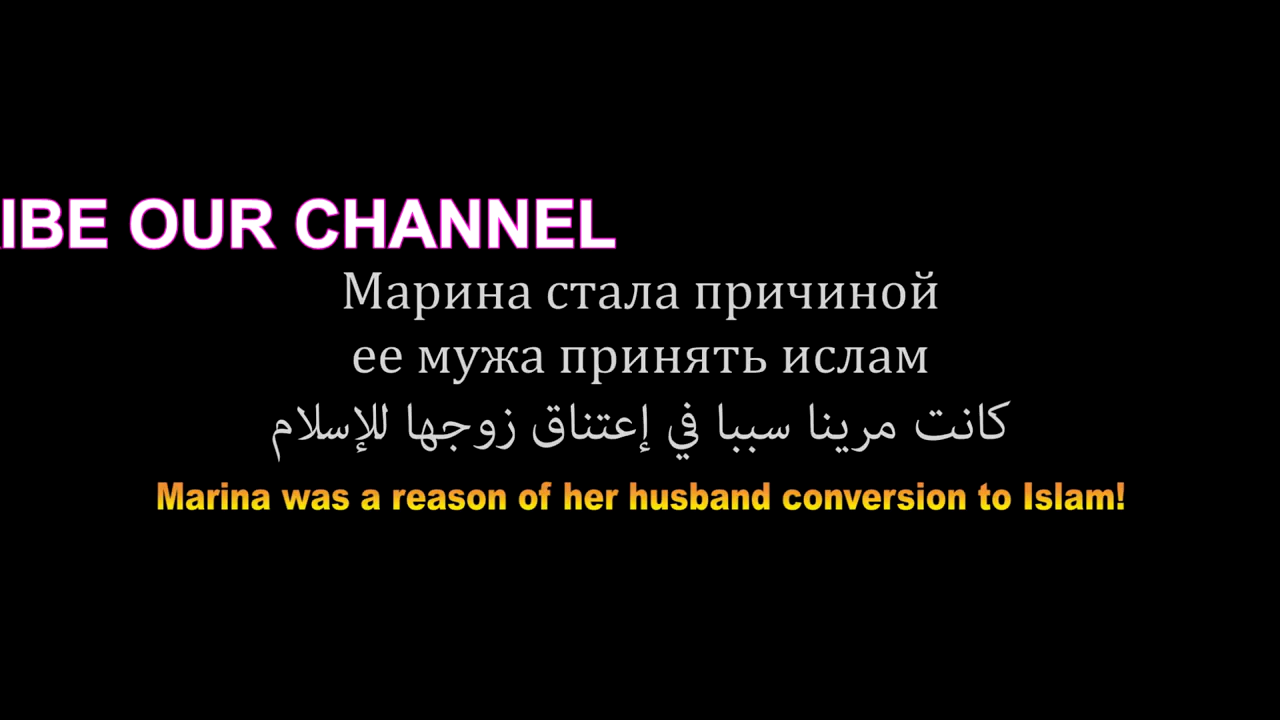 IBE OUR CHANNEL
Марина стала причиной
ее мужа принять ислам
كانت مرينا سببا في إعتناق زوجها للإسلام
Marina was a reason of her husband conversion to Islam!